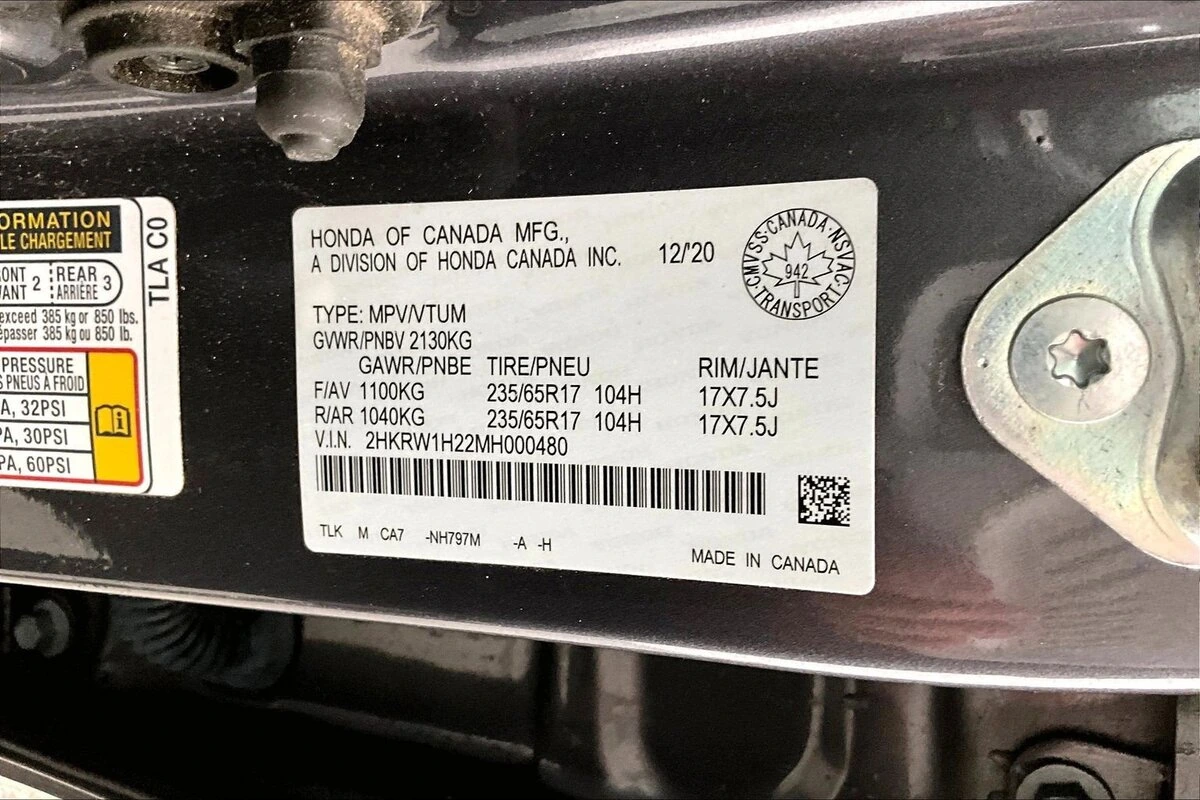 ORMATION
LE CHARGEMENT
TLA C0
ONT 2 REAR 3
ANT ARRIÈRE
exceed 385 kg or 850 lbs.
épasser 385 kg ou 850 lb.
PRESSURE
S PNEUS À FROID
A, 32PSI
PA, 30PSI
PA, 60PSI
HONDA OF CANADA MFG.,
A DIVISION OF HONDA CANADA INC. 12/'20
CMVSS·CANADA·NSVAC·TRANSPORT·
942
TYPE: MPV/VTUM
GVWR/PNBV 2130KG
GAWR/PNBE TIRE/PNEU RIM/JANTE
F/AV 1100KG 235/65R17 104H 17X7.5J
R/AR 1040KG 235/65R17 104H 17X7.5J
V.I.N. 2HKRW1H22MH000480
TLK M CA7 -NH797M -A -H
MADE IN CANADA